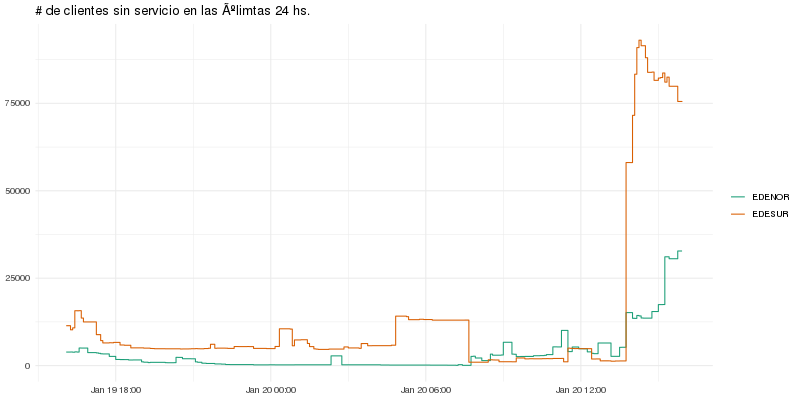 # de clientes sin servicio en las Ãºlimtas 24 hs.
75000
50000
25000
0
Jan 19 18:00
Jan 20 00:00
Jan 20 06:00
Jan 20 12:00
EDENOR
EDESUR